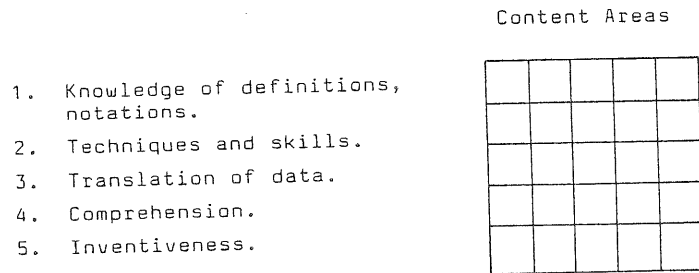 Content Areas
1. Knowledge of definitions,
notations.
2. Techniques and skills.
3. Translation of data.
4. Comprehension.
5. Inventiveness.